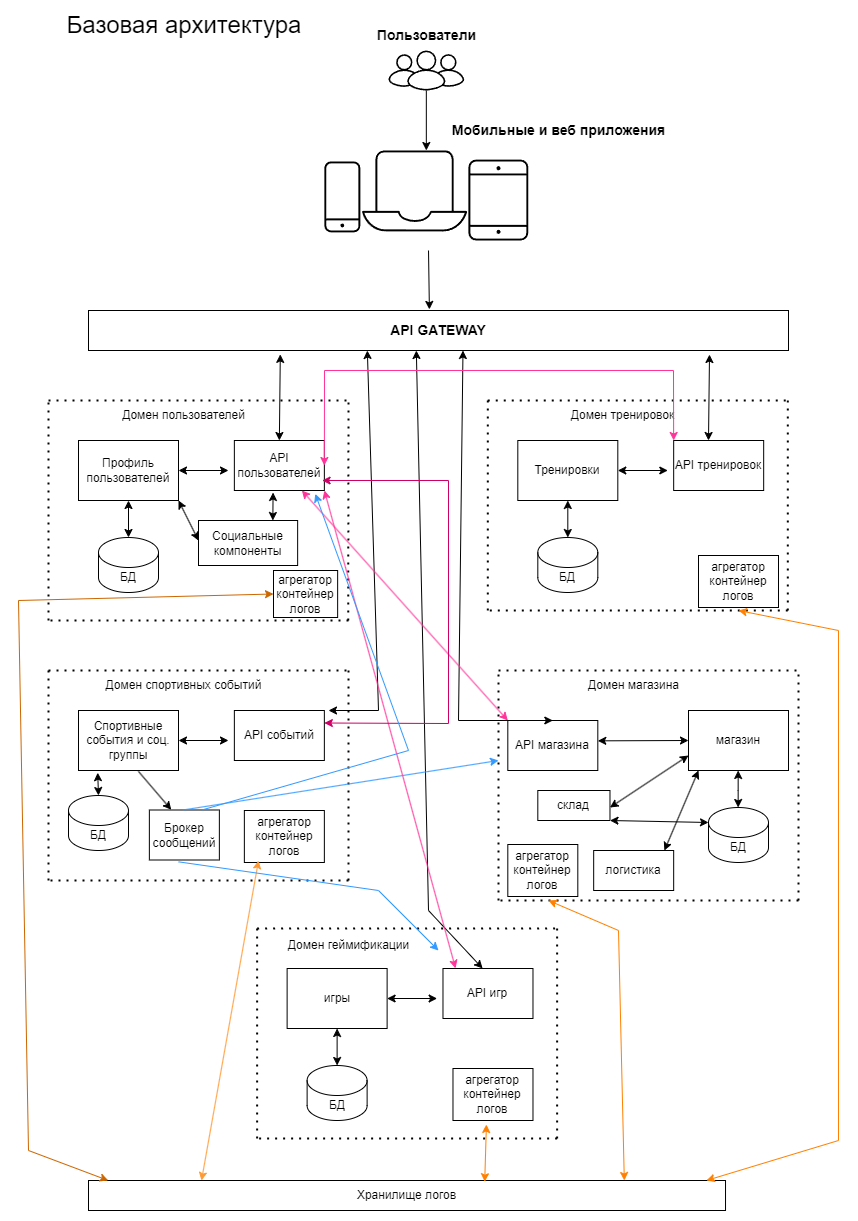 Базовая архитектура
Пользователи
Мобильные и веб приложения
API GATEWAY
Домен пользователей
Профиль
пользователей
API
пользователей
Социальные
компоненты
БД
агрегатор
контейнер
логов
Домен тренировок
Тренировки
API тренировок
БД
агрегатор
контейнер
логов
Домен спортивных событий
Спортивные
события и соц.
группы
API событий
БД
Брокер
сообщений
агрегатор
контейнер
логов
Домен магазина
API магазина
магазин
склад
БД
логистика
агрегатор
контейнер
логов
Домен геймификации
игры
API игр
БД
агрегатор
контейнер
логов
Хранилище логов